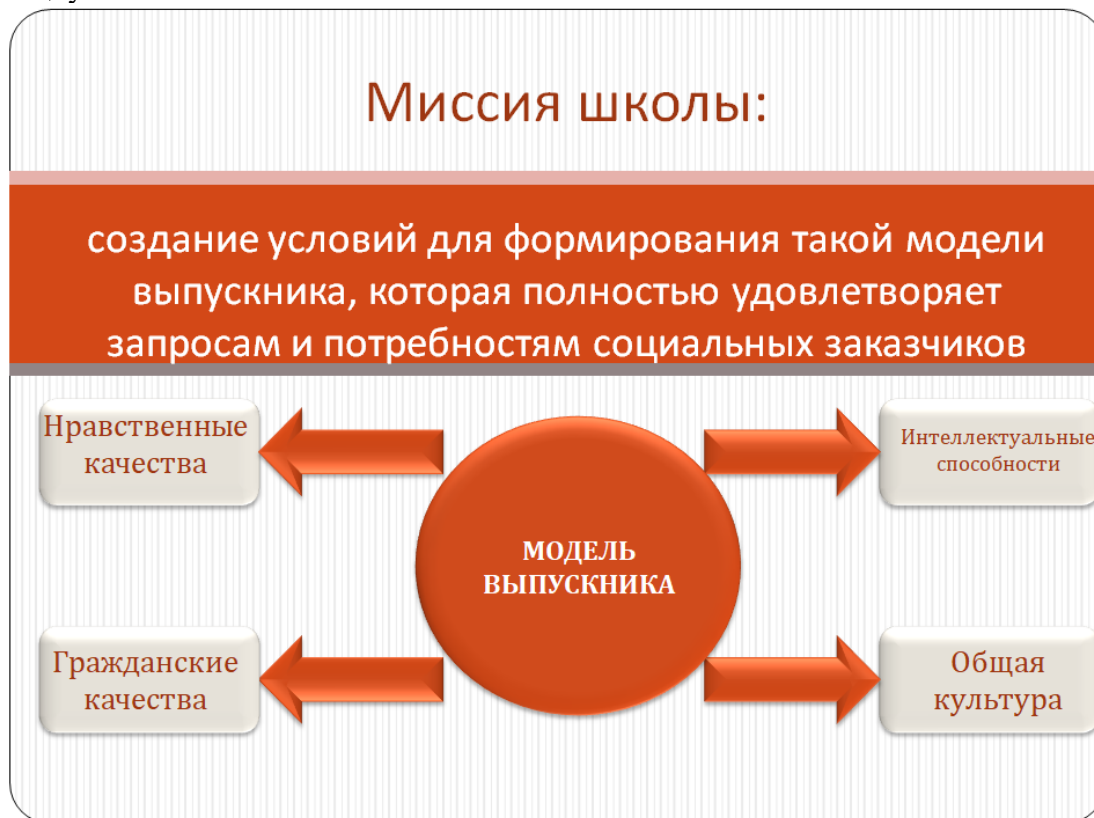 Миссия школы:
создание условий для формирования такой модели
выпускника, которая полностью удовлетворяет
запросам и потребностям социальных заказчиков
Нравственные
качества
Интеллектуальные
способности
МОДЕЛЬ
ВЫПУСКНИКА
Гражданские
качества
Общая
культура